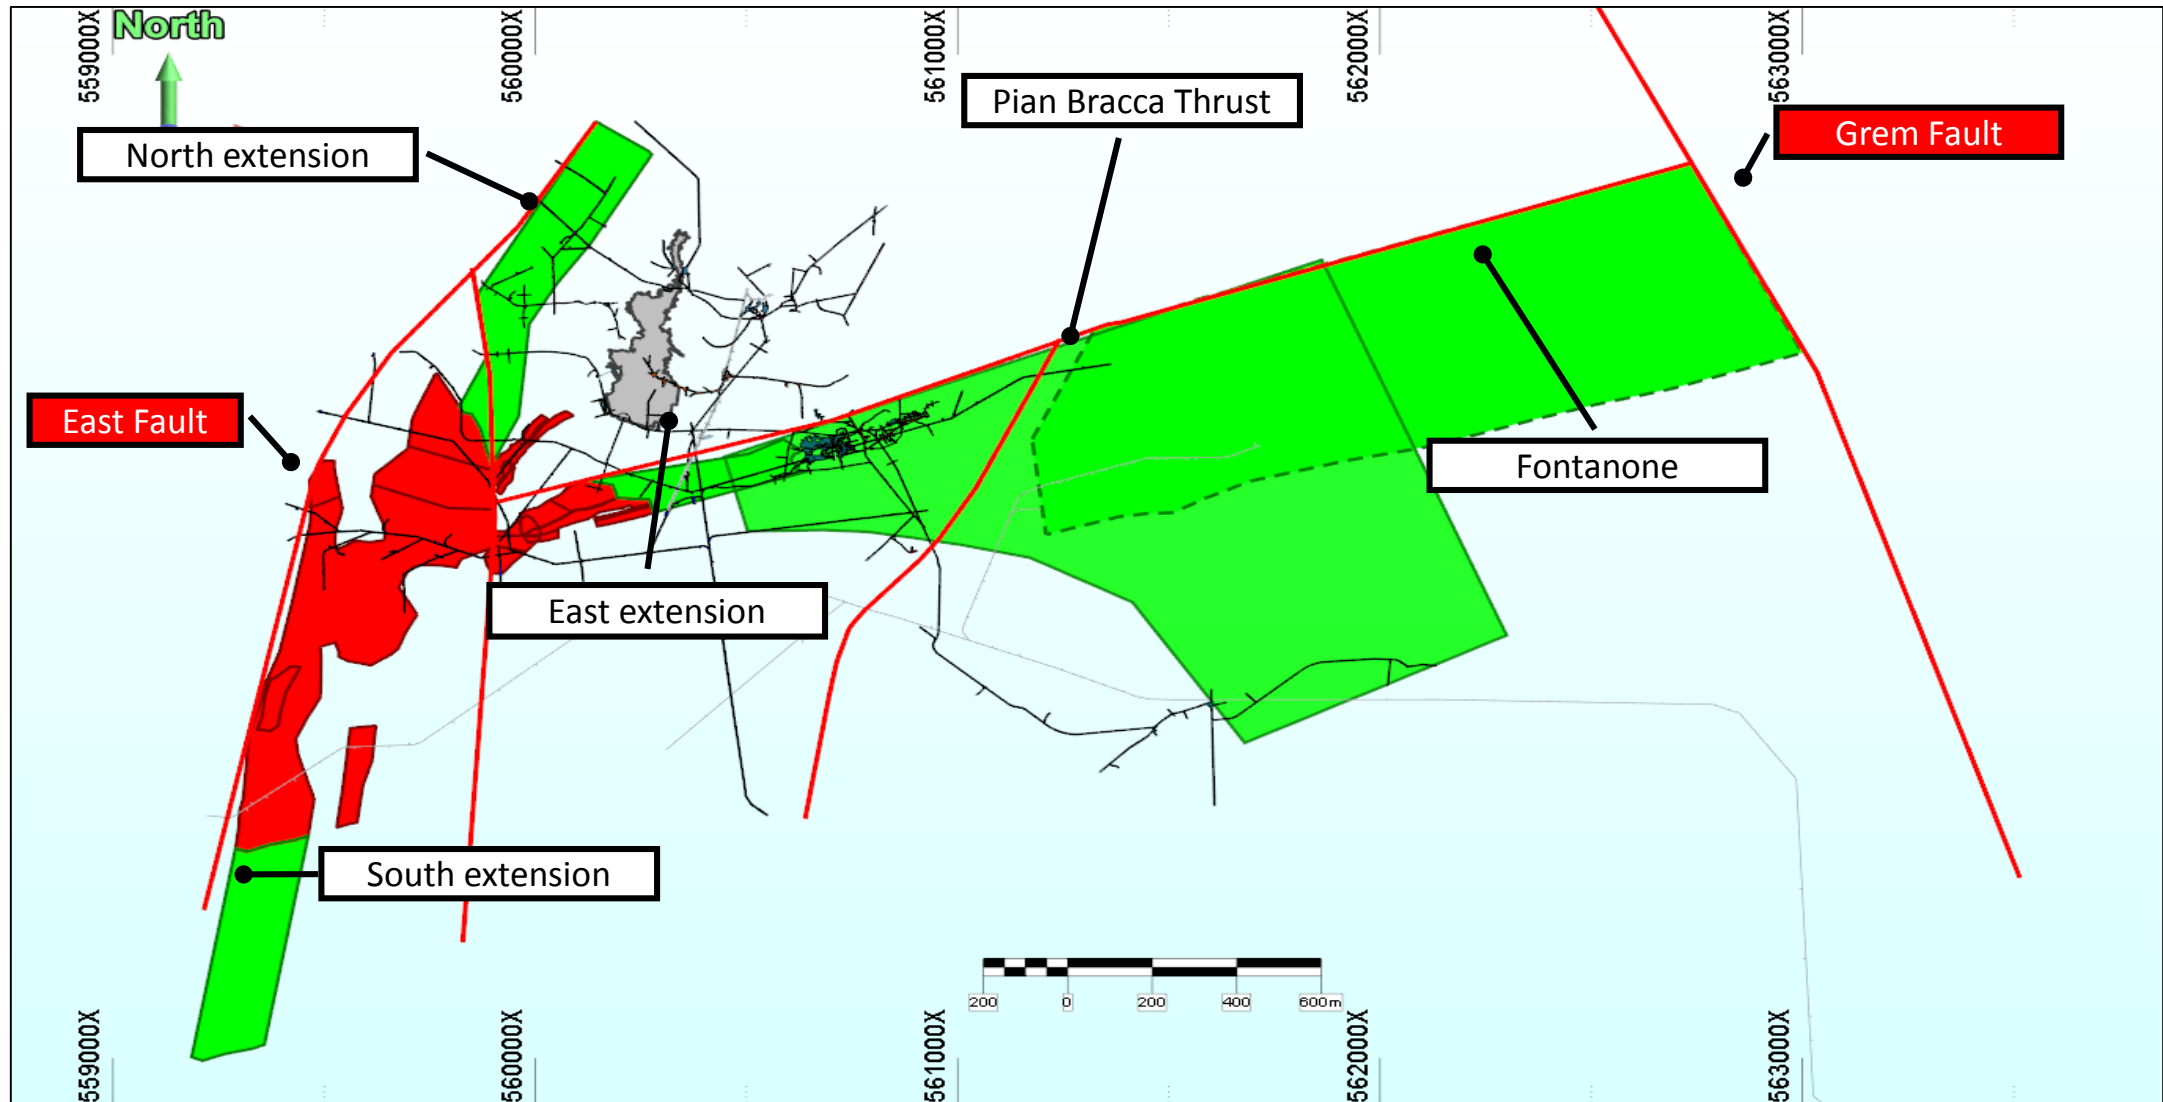 559000X
560000X
561000X
562000X
563000X
North
Pian Bracca Thrust
Grem Fault
North extension
East Fault
Fontanone
East extension
South extension
200 0 200 400 600m
559000X
560000X
561000X
562000X
563000X